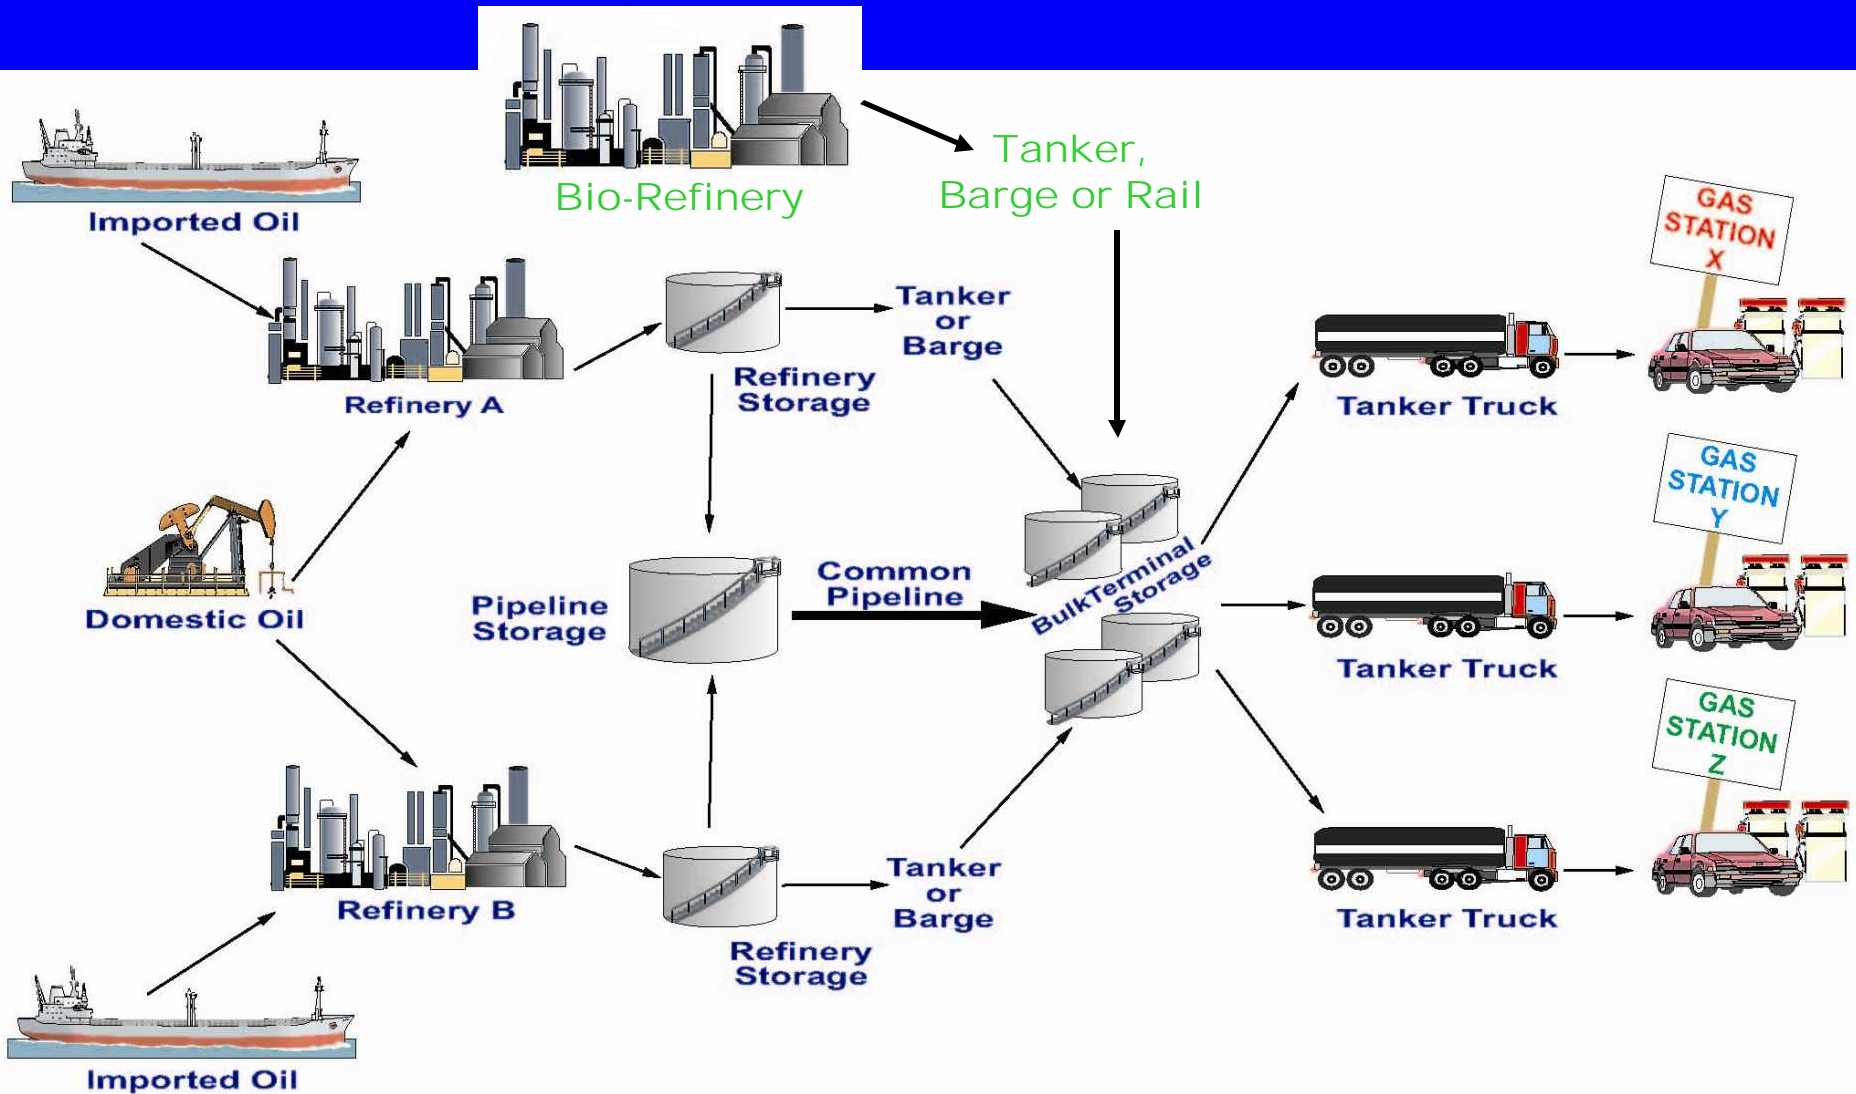 Tanker,
Barge or Rail
Bio-Refinery
Imported Oil
GAS
STATION
X
Tanker
or
Barge
Refinery
Storage
Refinery A
Tanker Truck
GAS
STATION
Y
Domestic Oil
Pipeline
Storage
Common
Pipeline
BulkTerminal
Storage
Tanker Truck
GAS
STATION
Z
Refinery B
Tanker
or
Barge
Tanker Truck
Refinery
Storage
Imported Oil